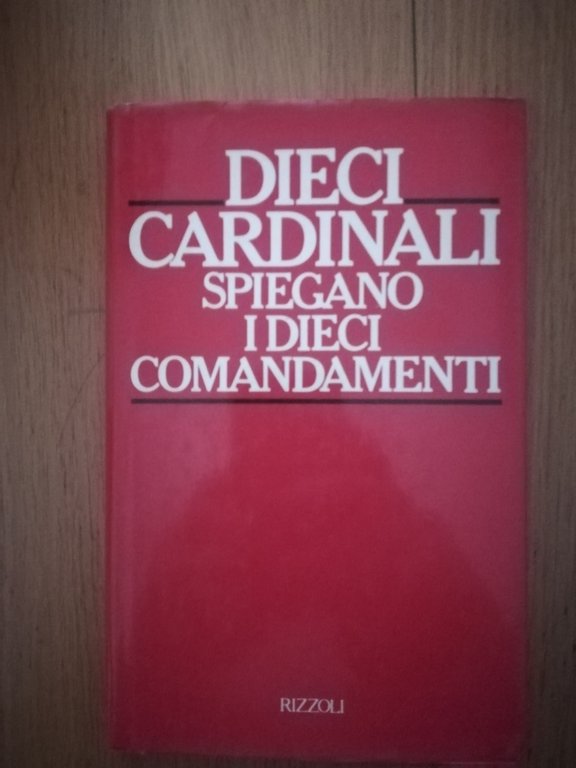 DIECI
CARDINALI
SPIEGANO
I DIECI
COMANDAMENTI
RIZZOLI